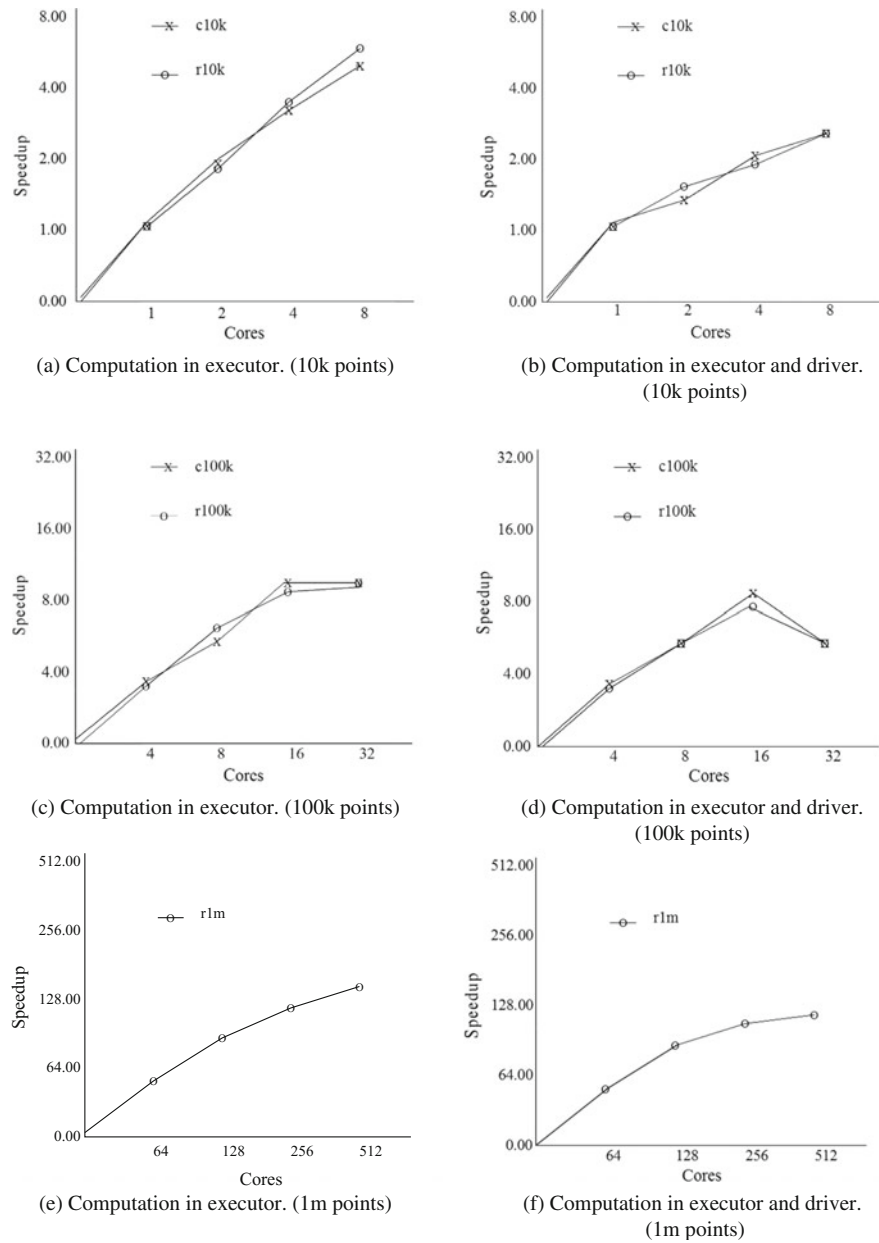 8.00
4.00
2.00
1.00
0.00
Speedup
c10k
r10k
1 2 4 8
Cores
(a) Computation in executor. (10k points)
8.00
4.00
2.00
1.00
0.00
Speedup
c10k
r10k
1 2 4 8
Cores
(b) Computation in executor and driver.
(10k points)
32.00
16.00
8.00
4.00
0.00
Speedup
c100k
r100k
4 8 16 32
Cores
(c) Computation in executor. (100k points)
32.00
16.00
8.00
4.00
0.00
Speedup
c100k
r100k
4 8 16 32
Cores
(d) Computation in executor and driver.
(100k points)
512.00
256.00
128.00
64.00
0.00
Speedup
r1m
64 128 256 512
Cores
(e) Computation in executor. (1m points)
512.00
256.00
128.00
64.00
0.00
Speedup
r1m
64 128 256 512
Cores
(f) Computation in executor and driver.
(1m points)